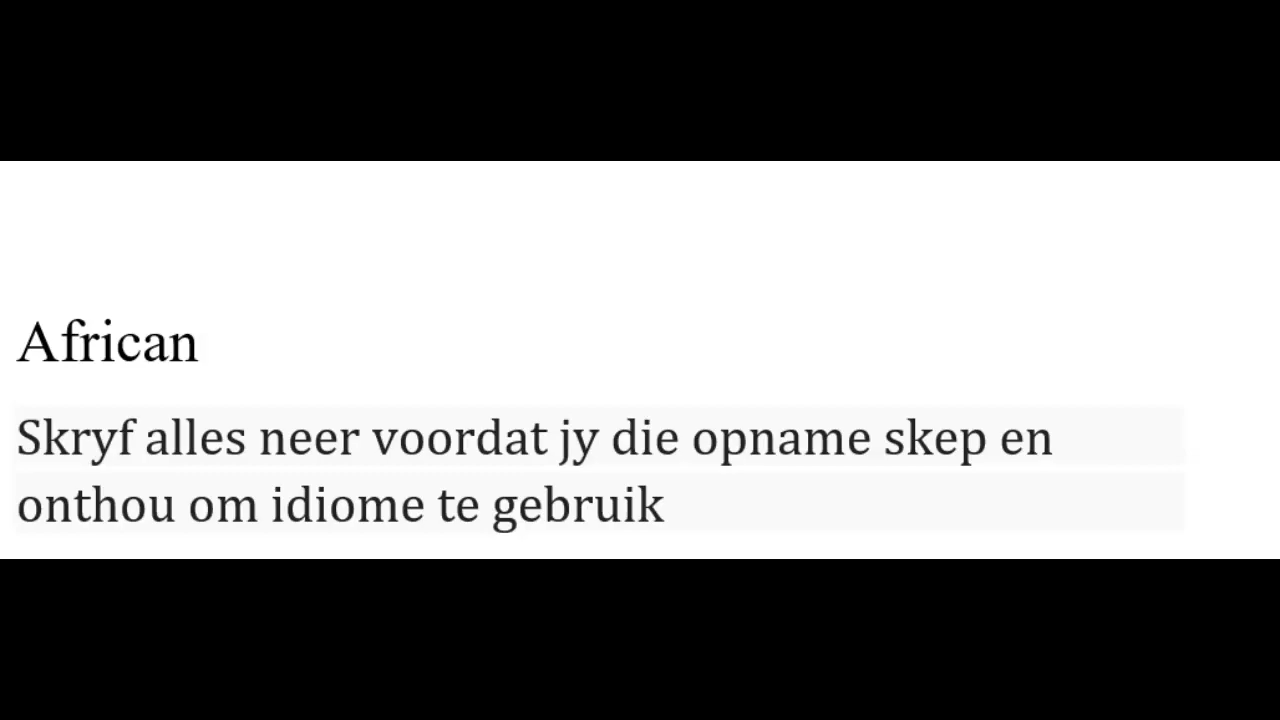 African
Skryf alles neer voordat jy die opname skep en
onthou om idiome te gebruik